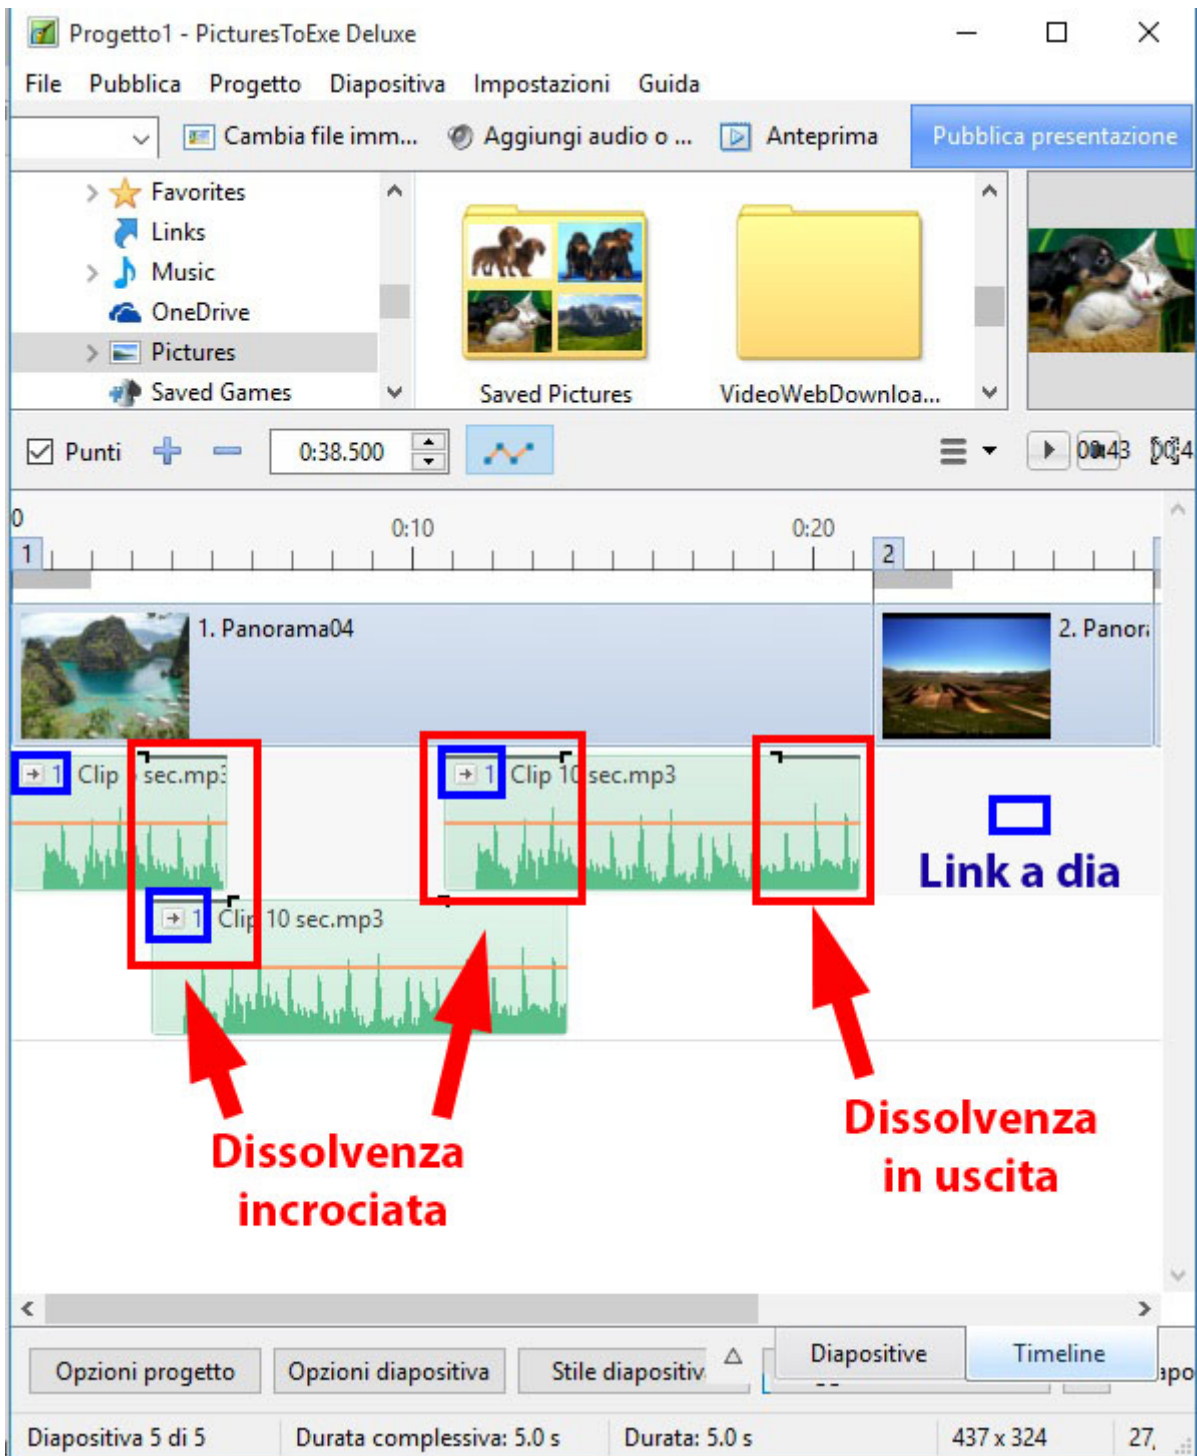 Progetto1 - PicturesToExe Deluxe
File Pubblica Progetto Diapositiva Impostazioni Guida
Cambia file imm... Aggiungi audio o ... Anteprima Pubblica presentazione
Favorites
Links
Music
OneDrive
Pictures
Saved Games
Saved Pictures VideoWebDownloa...
Punti 0:38.500
0 0:10 0:20
1 2
1. Panorama04 2. Panor
1 Clip sec.mp3 1 Clip 10 sec.mp3
Link a dia
1 Clip 10 sec.mp3
Dissolvenza
incrociata
Dissolvenza
in uscita
Diapositive Timeline
Opzioni progetto Opzioni diapositiva Stile diapositiv
Diapositiva 5 di 5 Durata complessiva: 5.0 s Durata: 5.0 s 437 x 324 27,